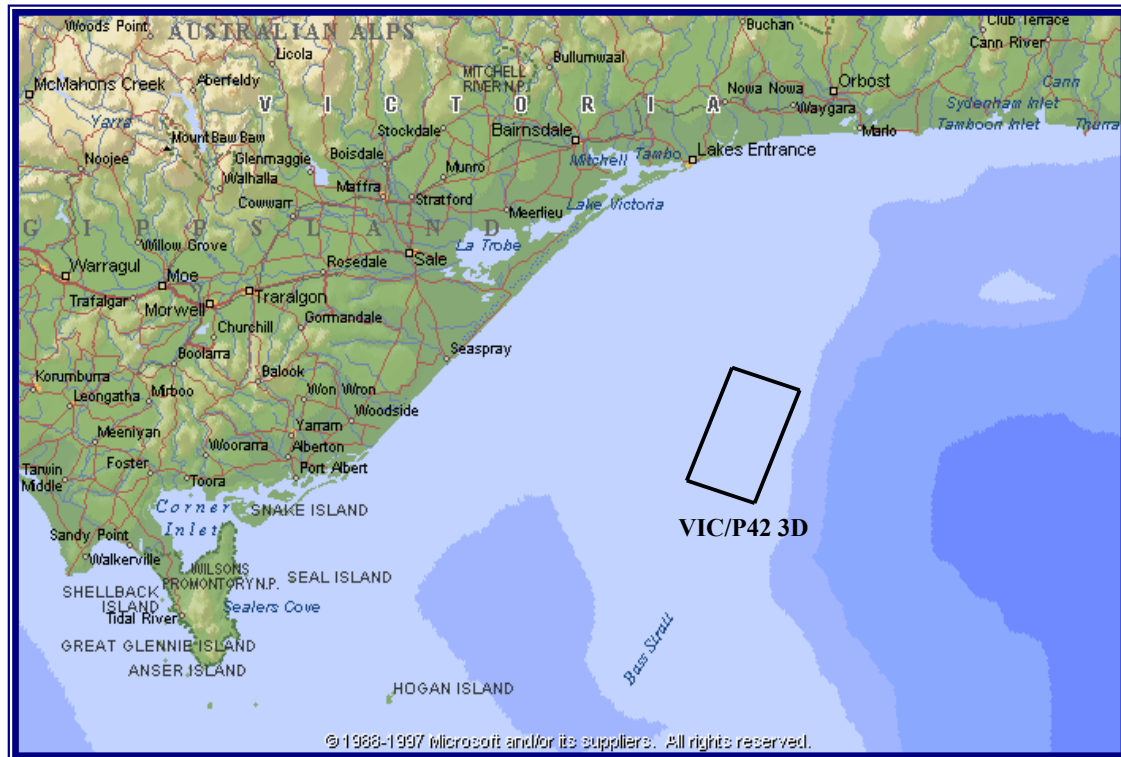 Woods Point
AUSTRALIAN ALPS
Licola
Buchan
Club Terrace
Cann River
McMahons Creek
Aberfeldy
Bullumwaal
MITCHELL
RIVER N.P.
Orbost
Cann
VICTORIA
Nowa Nowa
Waygara
Sydenham Inlet
Yarra
Stockdale
Bairnsdale
Marlo
Tamboon Inlet
Thurra
Mount Baw Baw
Noojee
Glenmaggie
Boisdale
Munro
Mitchell
Tambo
Lakes Entrance
Walhalla
Maffra
Stratford
Cowwarr
Meerlieu
Lake Victoria
GIPPSLAND
Willow Grove
La Trobe
Warragul
Moe
Rosedale
Sale
Trafalgar
Morwell
Traralgon
Churchill
Gormandale
Boolarra
Seaspray
Korumburra
Balook
Leongatha
Mirboo
Won Wron
Woodside
Meeniyan
Yarram
Woorarra
Alberton
Tarwin
Middle
Foster
Toora
Port Albert
Corner
Inlet
SNAKE ISLAND
VIC/P42 3D
Sandy Point
Walkerville
WILSONS
PROMONTORY N.P.
SEAL ISLAND
SHELLBACK
ISLAND
Sealers Cove
Tidal River
Bass Strait
GREAT GLENNIE ISLAND
ANSER ISLAND
HOGAN ISLAND
© 1988-1997 Microsoft and/or its suppliers. All rights reserved.